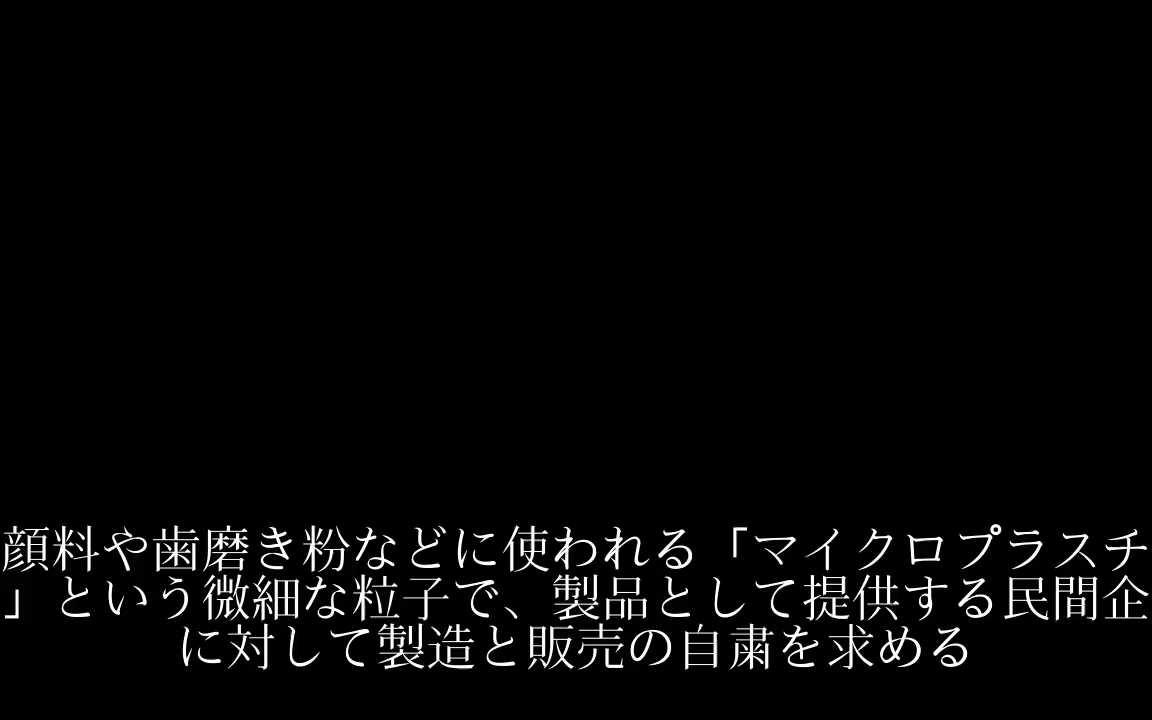 顔料や歯磨き粉などに使われる「マイクロプラスチ
」という微細な粒子で、製品として提供する民間企
に対して製造と販売の自粛を求める